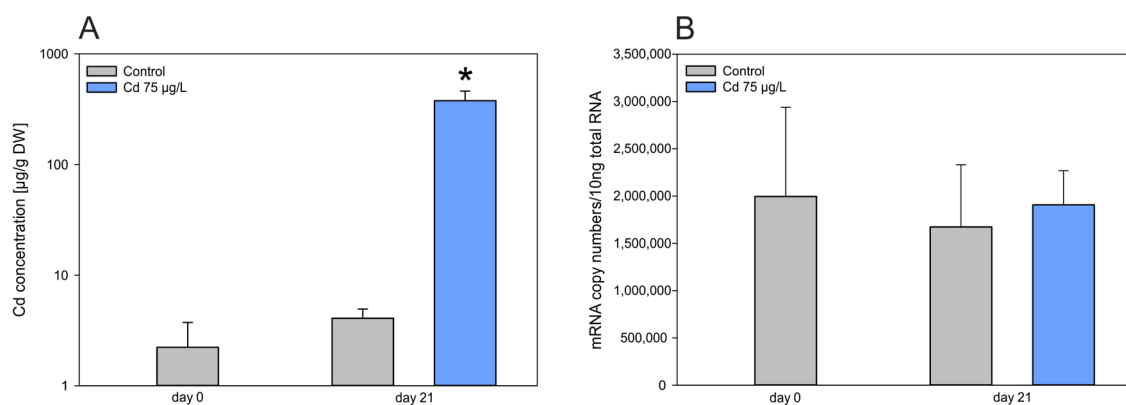 A
Cd concentration [µg/g DW]
1000
100
10
1
Control
Cd 75 µg/L
*
day 0
day 21
B
mRNA copy numbers/10ng total RNA
3,500,000
3,000,000
2,500,000
2,000,000
1,500,000
1,000,000
500,000
0
Control
Cd 75 µg/L
day 0
day 21